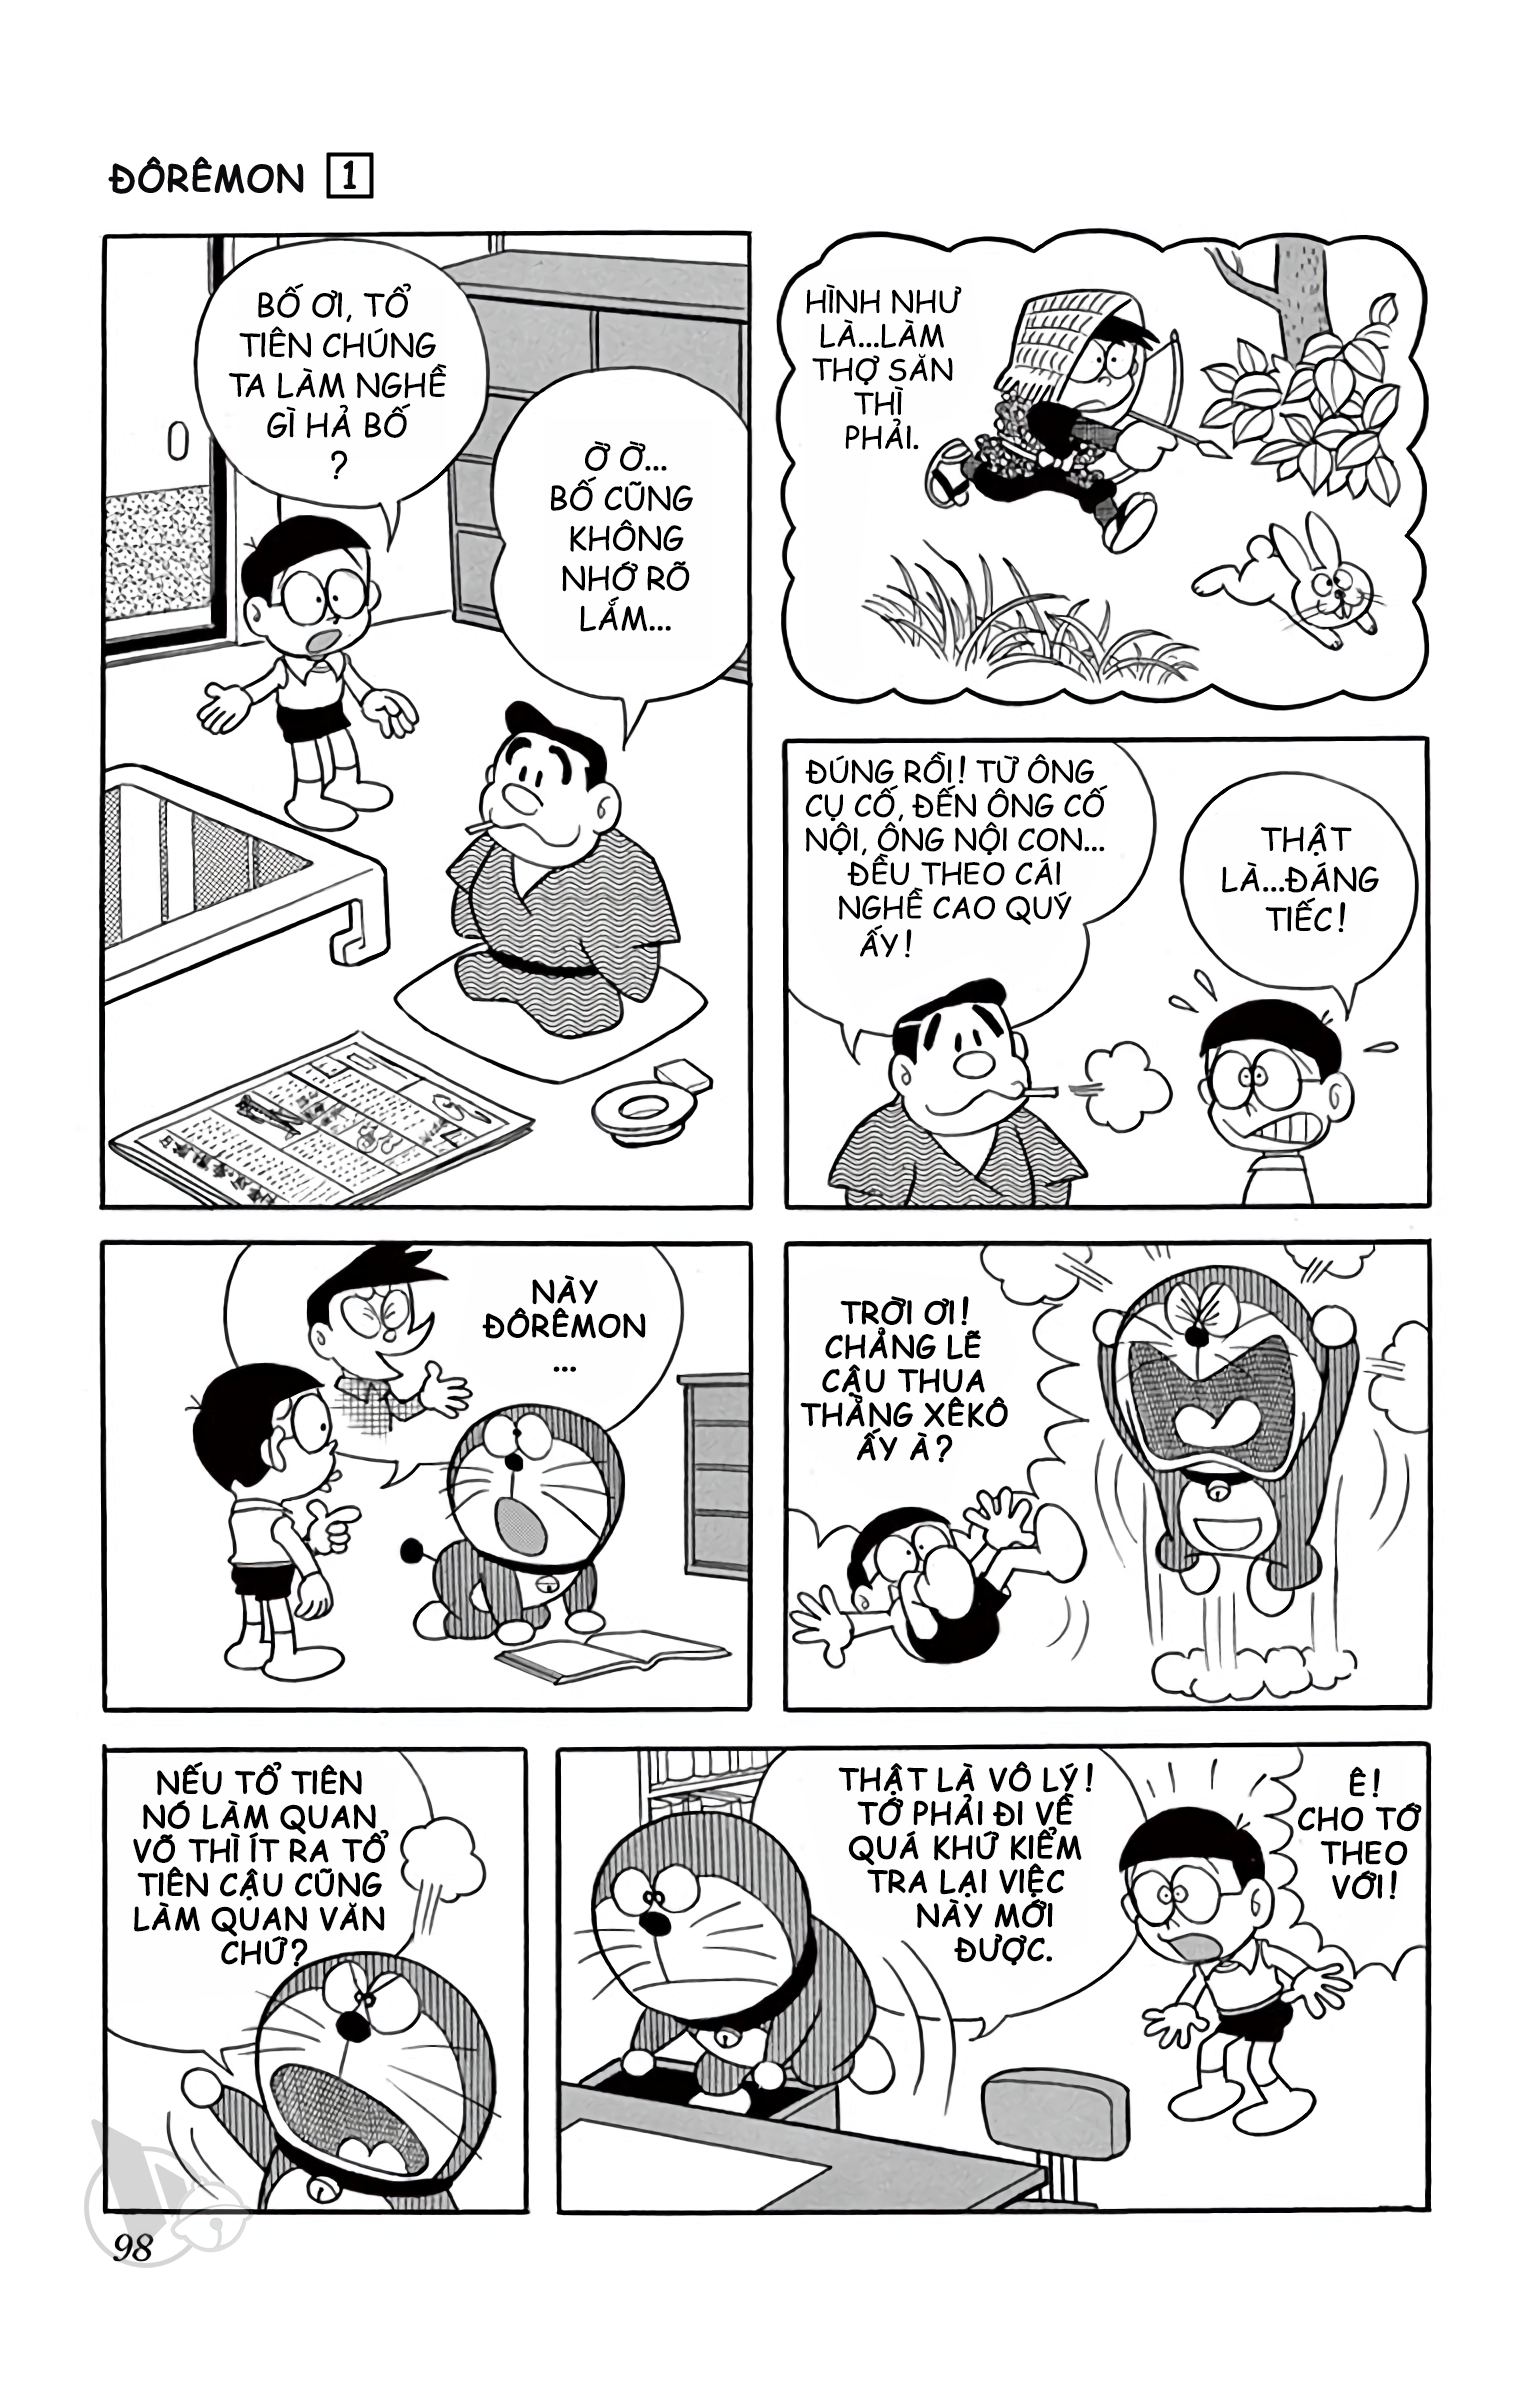 ĐÔRÊMON 1
BỐ ƠI, TỔ
TIÊN CHÚNG
TA LÀM NGHỀ
GÌ HẢ BỐ
?
Ờ Ờ...
BỐ CŨNG
KHÔNG
NHỚ RÕ
LẮM...
HÌNH NHƯ
LÀ...LÀM
THỢ SĂN
THÌ
PHẢI.
ĐÚNG RỒI! TỪ ÔNG
CỤ CỐ, ĐẾN ÔNG CỐ
NỘI, ÔNG NỘI CON...
ĐỀU THEO CÁI
NGHỀ CAO QUÝ
ẤY!
THẬT
LÀ...ĐÁNG
TIẾC!
NÀY
ĐÔRÊMON
...
TRỜI ƠI!
CHẢNG LẼ
CẬU THUA
THẰNG XÊKÔ
ẤY À?
NẾU TỔ TIÊN
NÓ LÀM QUAN
VÕ THÌ ÍT RA TỔ
TIÊN CẬU CŨNG
LÀM QUAN VĂN
CHỨ?
THẬT LÀ VÔ LÝ!
TỚ PHẢI ĐI VỀ
QUÁ KHỨ KIỂM
TRA LẠI VIỆC
NÀY MỚI
ĐƯỢC.
Ê!
CHO TỚ
THEO
VỚI!
98